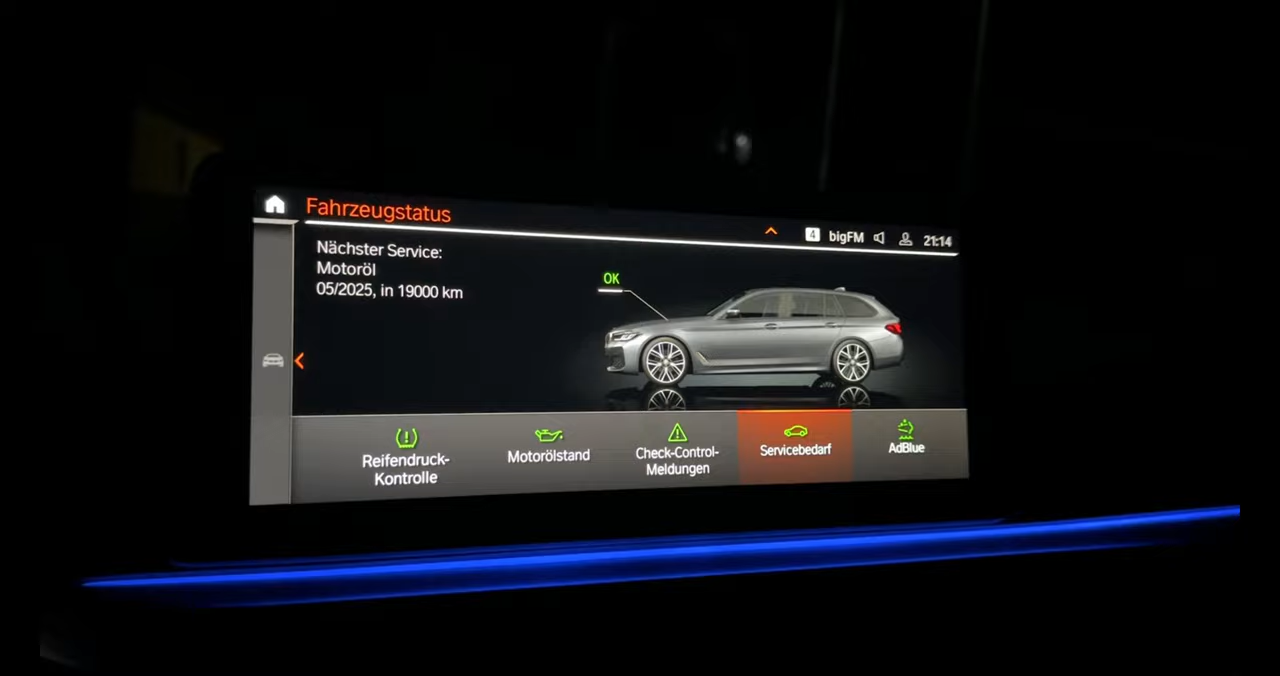 Fahrzeugstatus
4 bigFM 21:14
Nächster Service:
Motoröl
05/2025, in 19000 km
OK
Reifendruck-
Kontrolle
Motorölstand
Check-Control-
Meldungen
Servicebedarf
AdBlue